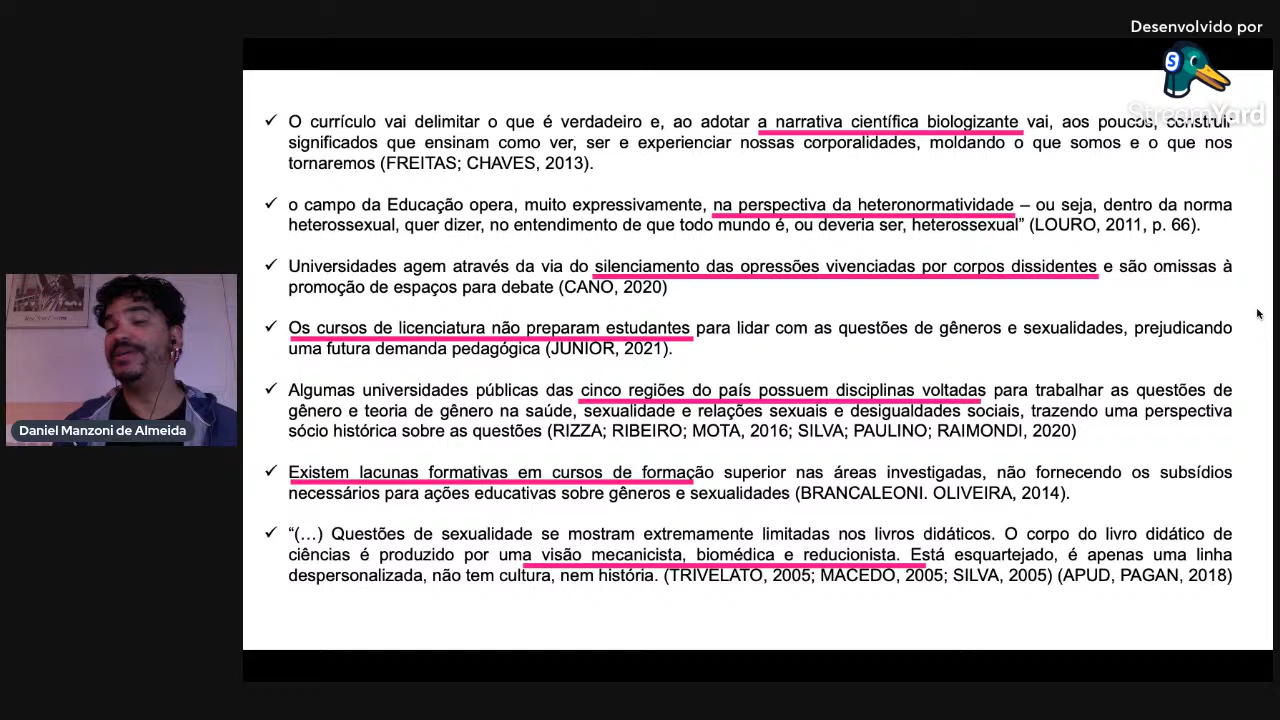 Desenvolvido por
S
StreamYard
✓ O currículo vai delimitar o que é verdadeiro e, ao adotar a narrativa científica biologizante vai, aos poucos, construir
significados que ensinam como ver, ser e experienciar nossas corporalidades, moldando o que somos e o que nos
tornaremos (FREITAS; CHAVES, 2013).
✓ o campo da Educação opera, muito expressivamente, na perspectiva da heteronormatividade – ou seja, dentro da norma
heterossexual, quer dizer, no entendimento de que todo mundo é, ou deveria ser, heterossexual” (LOURO, 2011, p. 66).
✓ Universidades agem através da via do silenciamento das opressões vivenciadas por corpos dissidentes e são omissas à
promoção de espaços para debate (CANO, 2020)
✓ Os cursos de licenciatura não preparam estudantes para lidar com as questões de gêneros e sexualidades, prejudicando
uma futura demanda pedagógica (JUNIOR, 2021).
✓ Algumas universidades públicas das cinco regiões do país possuem disciplinas voltadas para trabalhar as questões de
gênero e teoria de gênero na saúde, sexualidade e relações sexuais e desigualdades sociais, trazendo uma perspectiva
sócio histórica sobre as questões (RIZZA; RIBEIRO; MOTA, 2016; SILVA; PAULINO; RAIMONDI, 2020)
✓ Existem lacunas formativas em cursos de formação superior nas áreas investigadas, não fornecendo os subsídios
necessários para ações educativas sobre gêneros e sexualidades (BRANCALEONI. OLIVEIRA, 2014).
✓ “(…) Questões de sexualidade se mostram extremamente limitadas nos livros didáticos. O corpo do livro didático de
ciências é produzido por uma visão mecanicista, biomédica e reducionista. Está esquartejado, é apenas uma linha
despersonalizada, não tem cultura, nem história. (TRIVELATO, 2005; MACEDO, 2005; SILVA, 2005) (APUD, PAGAN, 2018)
Daniel Manzoni de Almeida